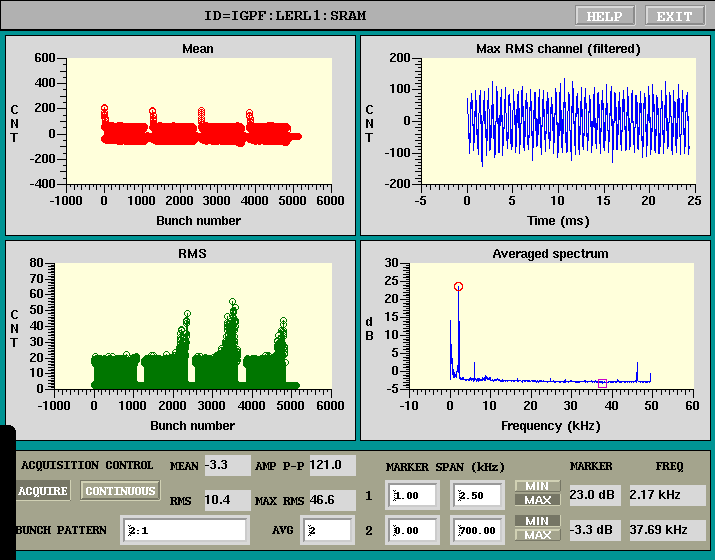 ID=IGPF:LERL1:SRAM HELP EXIT
Mean
600
400
200
0
-200
-400
C
N
T
-1000 0 1000 2000 3000 4000 5000 6000
Bunch number
Max RMS channel (filtered)
200
100
0
-100
-200
C
N
T
-5 0 5 10 15 20 25
Time (ms)
RMS
80
70
60
50
40
30
20
10
0
C
N
T
-1000 0 1000 2000 3000 4000 5000 6000
Bunch number
Averaged spectrum
30
25
20
15
10
5
0
-5
d
B
-10 0 10 20 30 40 50 60
Frequency (kHz)
ACQUISITION CONTROL MEAN -3.3 AMP P-P 121.0 MARKER SPAN (kHz) MARKER FREQ
ACQUIRE CONTINUOUS RMS 10.4 MAX RMS 46.6 1 1.00 2.50 MIN MAX 23.0 dB 2.17 kHz
BUNCH PATTERN 2:1 AVG 2 2 0.00 700.00 MIN MAX -3.3 dB 37.69 kHz